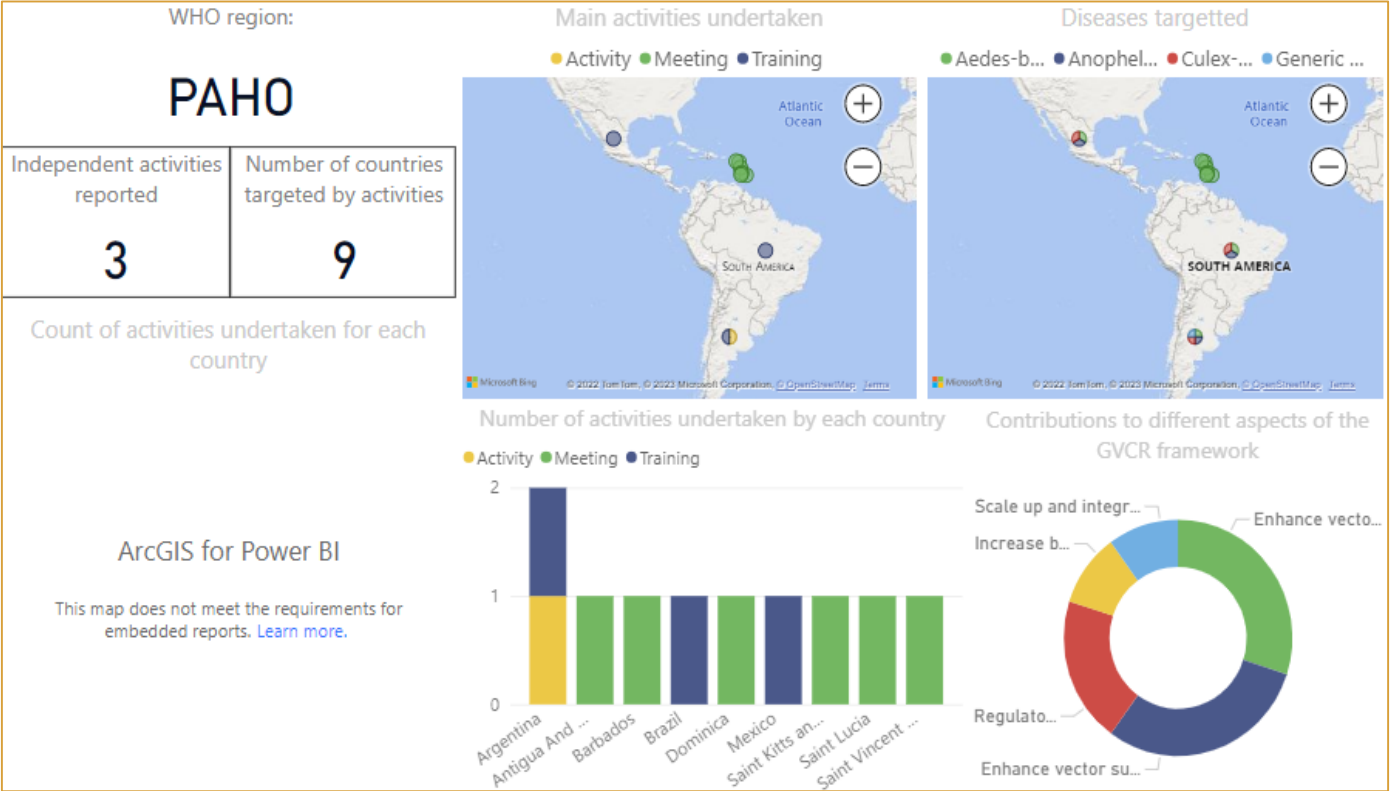 WHO region:
PAHO
Independent activities
reported
3
Number of countries
targeted by activities
9
Count of activities undertaken for each
country
ArcGIS for Power BI
This map does not meet the requirements for
embedded reports. Learn more.
Main activities undertaken
Activity Meeting Training
Atlantic
Ocean
SOUTH AMERICA
Microsoft Bing
© 2022 TomTom, © 2023 Microsoft Corporation, © OpenStreetMap Terms
Diseases targetted
Aedes-b... Anophel... Culex-... Generic ...
Atlantic
Ocean
SOUTH AMERICA
Microsoft Bing
© 2022 TomTom, © 2023 Microsoft Corporation, © OpenStreetMap Terms
Number of activities undertaken by each country
Activity Meeting Training
2
1
0
Argentina
Antigua And ...
Barbados
Brazil
Dominica
Mexico
Saint Kitts an...
Saint Lucia
Saint Vincent ...
Contributions to different aspects of the
GVCR framework
Scale up and integr...
Enhance vecto...
Increase b...
Regulato...
Enhance vector su...